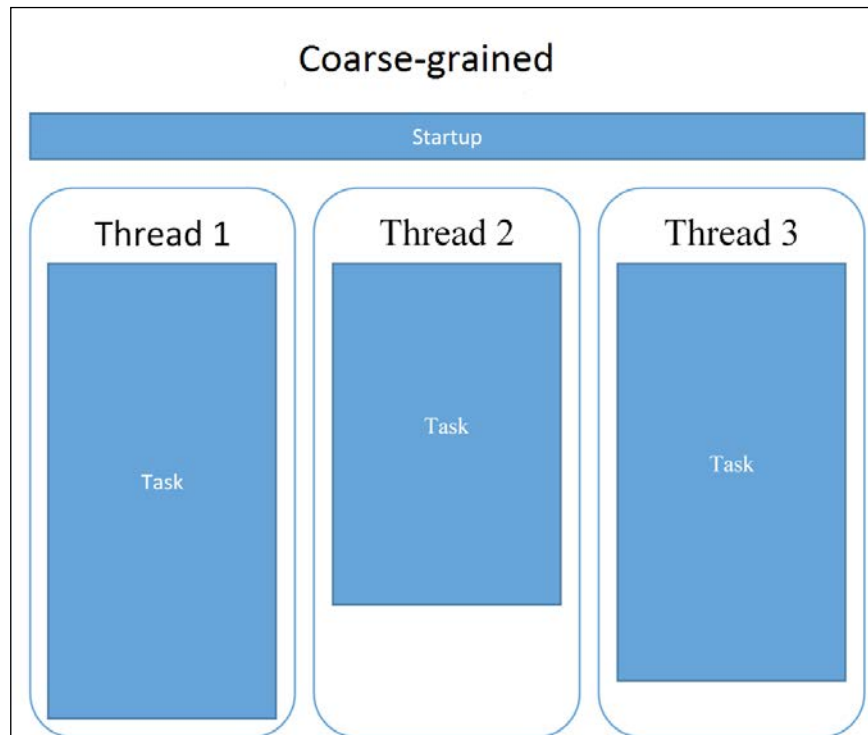 Coarse-grained
Startup
Thread 1
Thread 2
Thread 3
Task
Task
Task